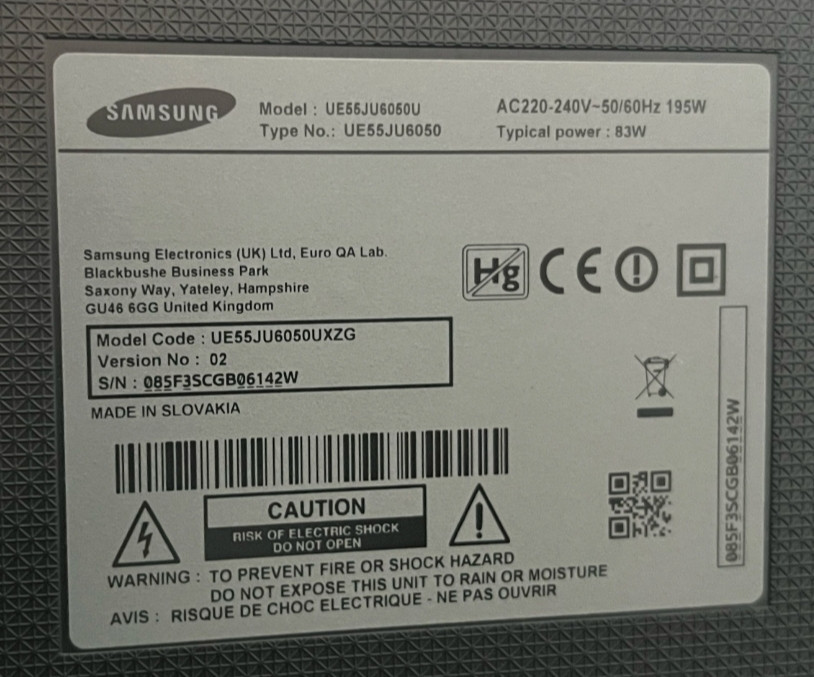 SAMSUNG
Model : UE55JU6050U
Type No.: UE55JU6050
AC220-240V~50/60Hz 195W
Typical power : 83W
Samsung Electronics (UK) Ltd, Euro QA Lab.
Blackbushe Business Park
Saxony Way, Yateley, Hampshire
GU46 6GG United Kingdom
Hg CE
Model Code : UE55JU6050UXZG
Version No : 02
S/N : 085F3SCGB06142W
MADE IN SLOVAKIA
085F3SCGB06142W
CAUTION
RISK OF ELECTRIC SHOCK
DO NOT OPEN
WARNING : TO PREVENT FIRE OR SHOCK HAZARD
DO NOT EXPOSE THIS UNIT TO RAIN OR MOISTURE
AVIS : RISQUE DE CHOC ELECTRIQUE - NE PAS OUVRIR